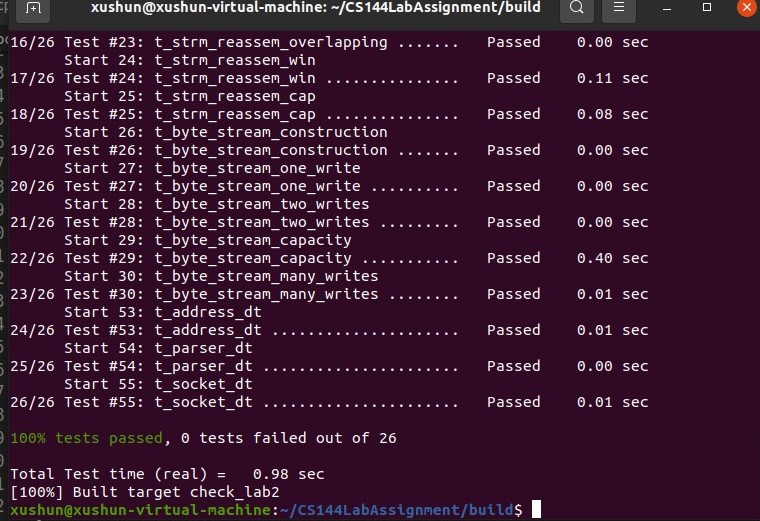 xushun@xushun-virtual-machine: ~/CS144LabAssignment/build
16/26 Test #23: t_strm_reassem_overlapping .......   Passed    0.00 sec
      Start 24: t_strm_reassem_win
17/26 Test #24: t_strm_reassem_win ...............   Passed    0.11 sec
      Start 25: t_strm_reassem_cap
18/26 Test #25: t_strm_reassem_cap ...............   Passed    0.08 sec
      Start 26: t_byte_stream_construction
19/26 Test #26: t_byte_stream_construction .......   Passed    0.00 sec
      Start 27: t_byte_stream_one_write
20/26 Test #27: t_byte_stream_one_write ..........   Passed    0.00 sec
      Start 28: t_byte_stream_two_writes
21/26 Test #28: t_byte_stream_two_writes .........   Passed    0.00 sec
      Start 29: t_byte_stream_capacity
22/26 Test #29: t_byte_stream_capacity ...........   Passed    0.40 sec
      Start 30: t_byte_stream_many_writes
23/26 Test #30: t_byte_stream_many_writes ........   Passed    0.01 sec
      Start 53: t_address_dt
24/26 Test #53: t_address_dt .....................   Passed    0.01 sec
      Start 54: t_parser_dt
25/26 Test #54: t_parser_dt ......................   Passed    0.00 sec
      Start 55: t_socket_dt
26/26 Test #55: t_socket_dt ......................   Passed    0.01 sec
100% tests passed, 0 tests failed out of 26
Total Test time (real) =   0.98 sec
[100%] Built target check_lab2
xushun@xushun-virtual-machine:~/CS144LabAssignment/build$